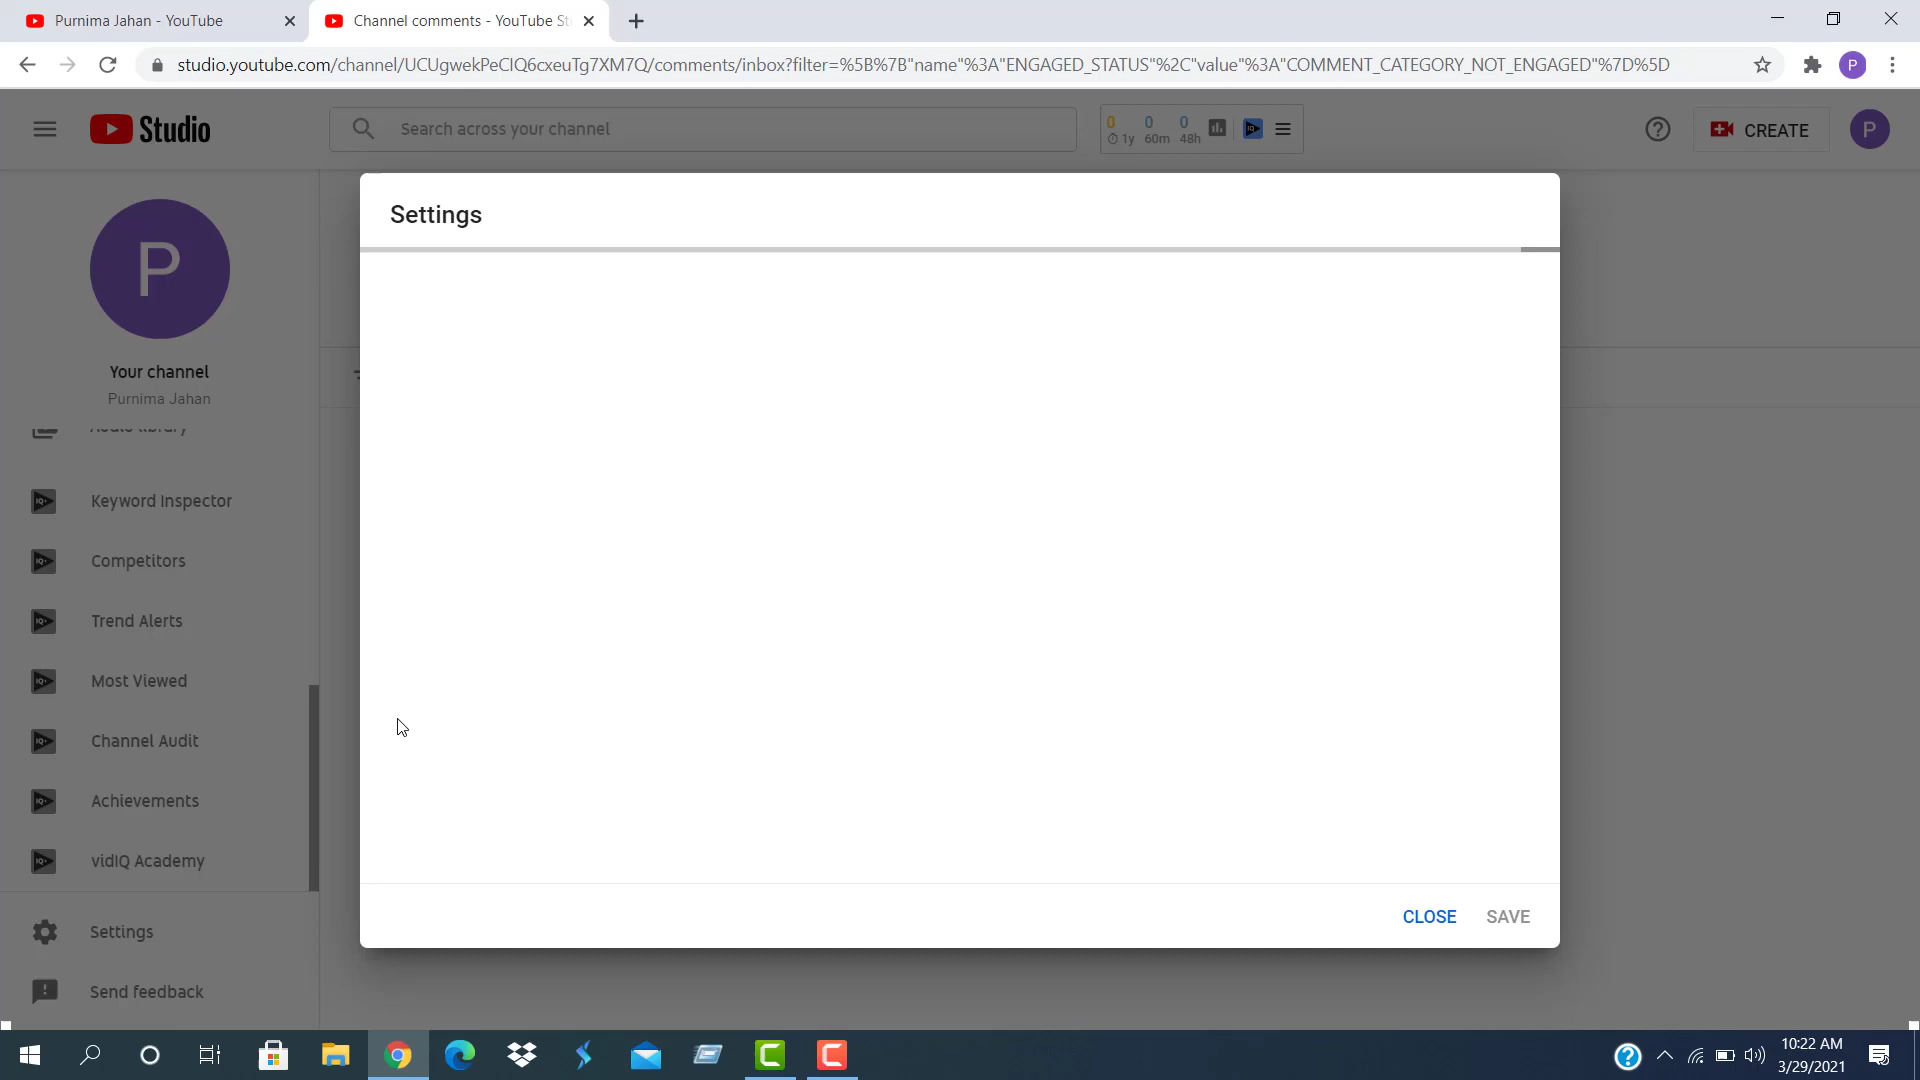 Purnima Jahan - YouTube
Channel comments - YouTube St
studio.youtube.com/channel/UCUgwekPeCIQ6cxeuTg7XM7Q/comments/inbox?filter=%5B%7B"name"%3A"ENGAGED_STATUS"%2C"value"%3A"COMMENT_CATEGORY_NOT_ENGAGED"%7D%5D
P
Studio
Search across your channel
0 0 0
1y 60m 48h
CREATE
P
Settings
P
Your channel
Purnima Jahan
Audio library
Keyword Inspector
Competitors
Trend Alerts
Most Viewed
Channel Audit
Achievements
vidIQ Academy
CLOSE SAVE
Settings
Send feedback
10:22 AM
3/29/2021